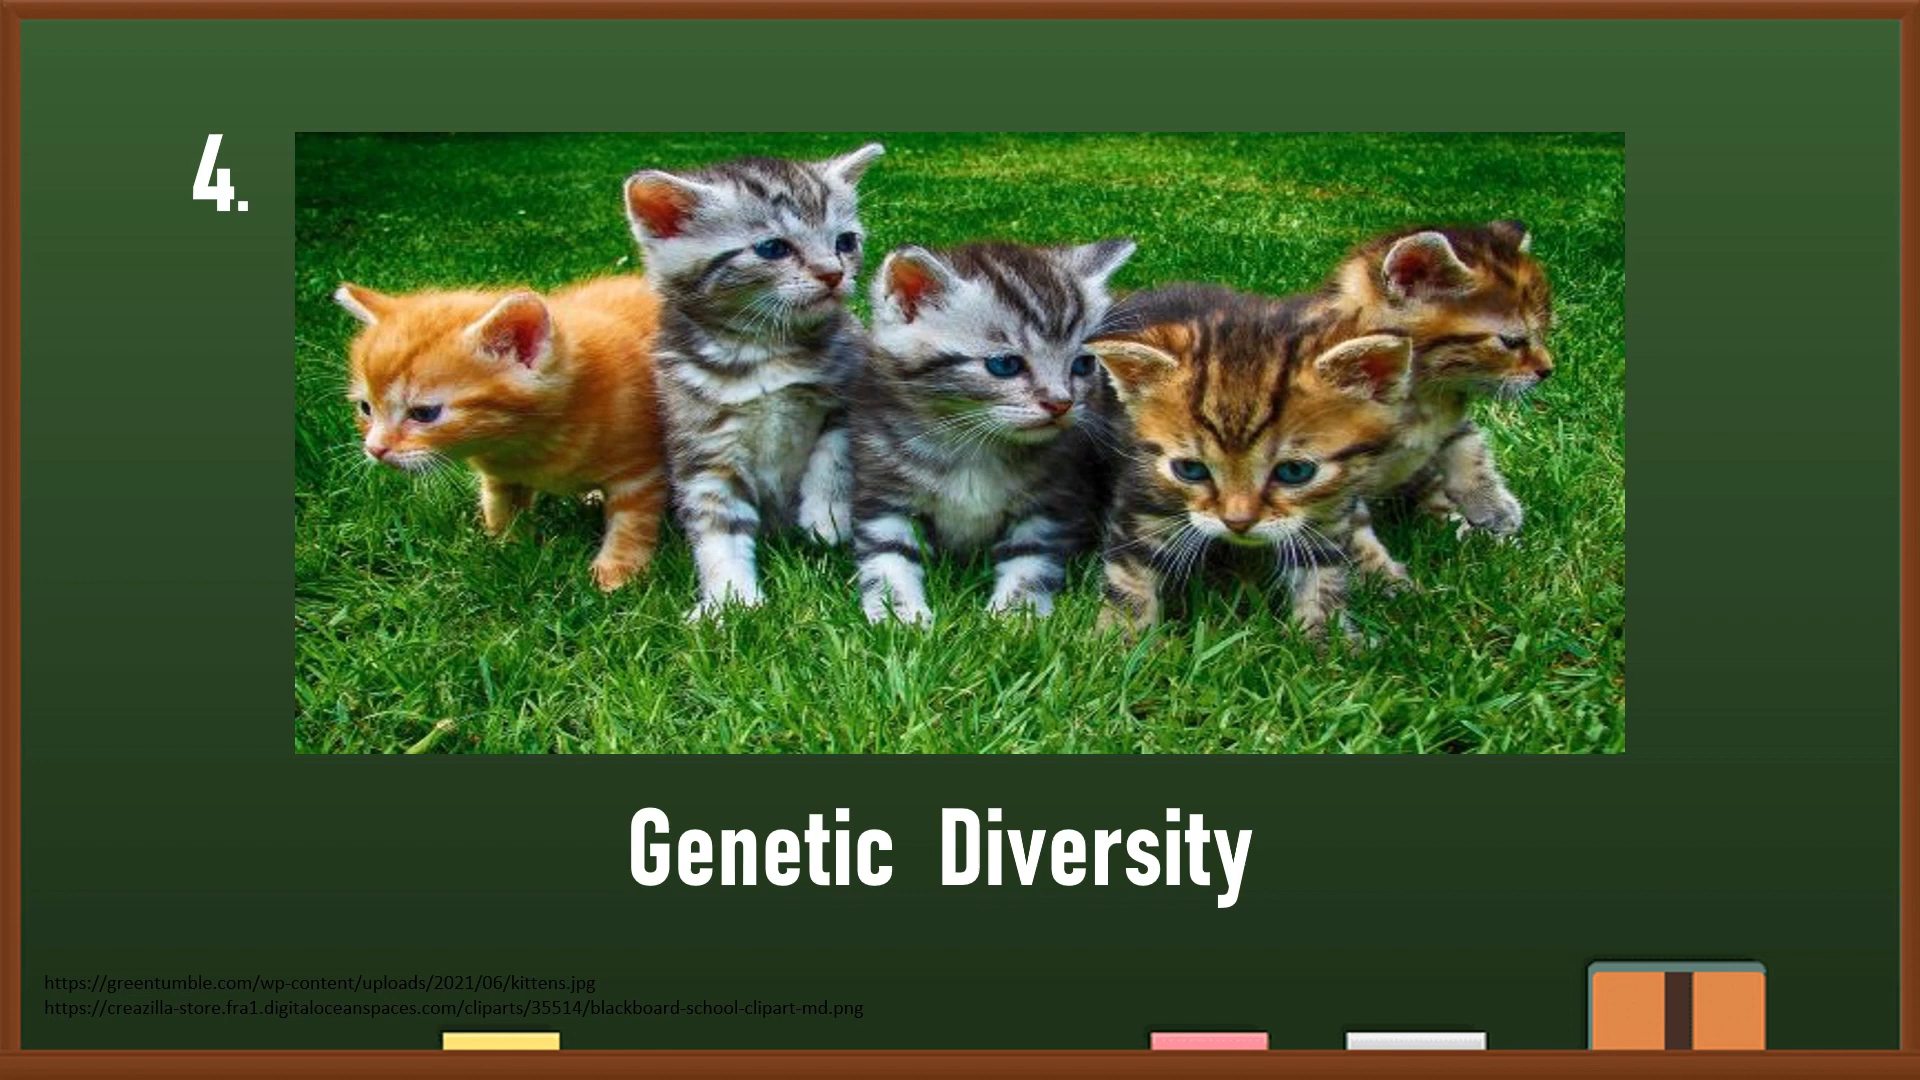 4.
Genetic Diversity
https://greentumble.com/wp-content/uploads/2021/06/kittens.jpg
https://creazilla-store.fra1.digitaloceanspaces.com/cliparts/35514/blackboard-school-clipart-md.png